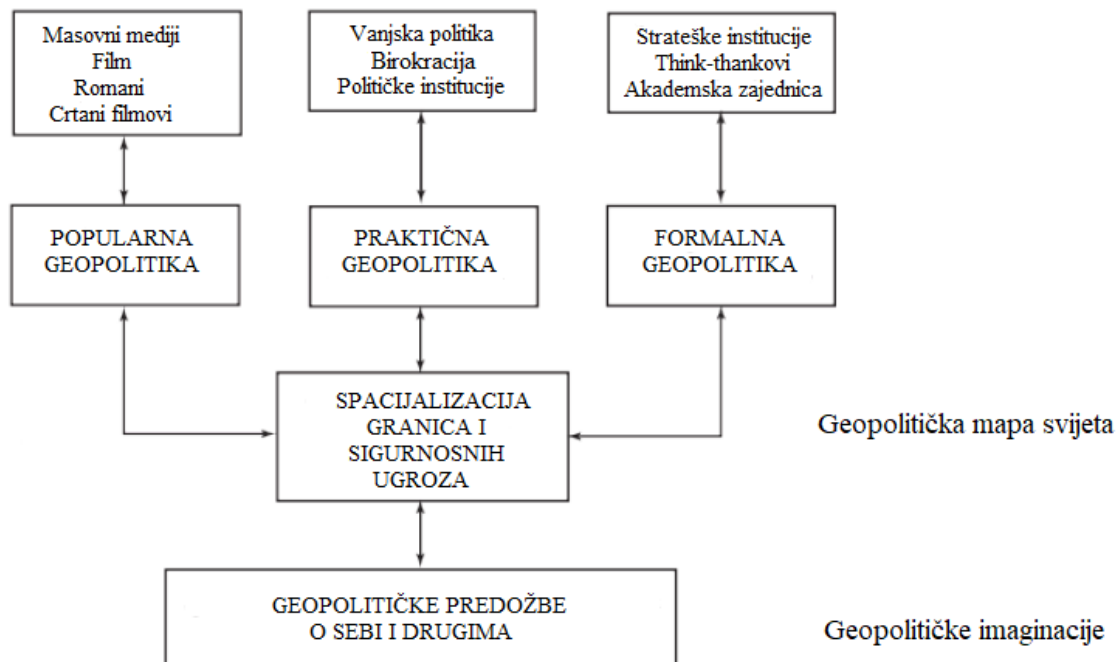 Masovni mediji
Film
Romani
Crtani filmovi
Vanjska politika
Birokracija
Političke institucije
Strateške institucije
Think-thankovi
Akademska zajednica
POPULARNA
GEOPOLITIKA
PRAKTIČNA
GEOPOLITIKA
FORMALNA
GEOPOLITIKA
SPACIJALIZACIJA
GRANICA I
SIGURNOSNIH
UGROZA
Geopolitička mapa svijeta
GEOPOLITIČKE PREDOŽBE
O SEBI I DRUGIMA
Geopolitičke imaginacije